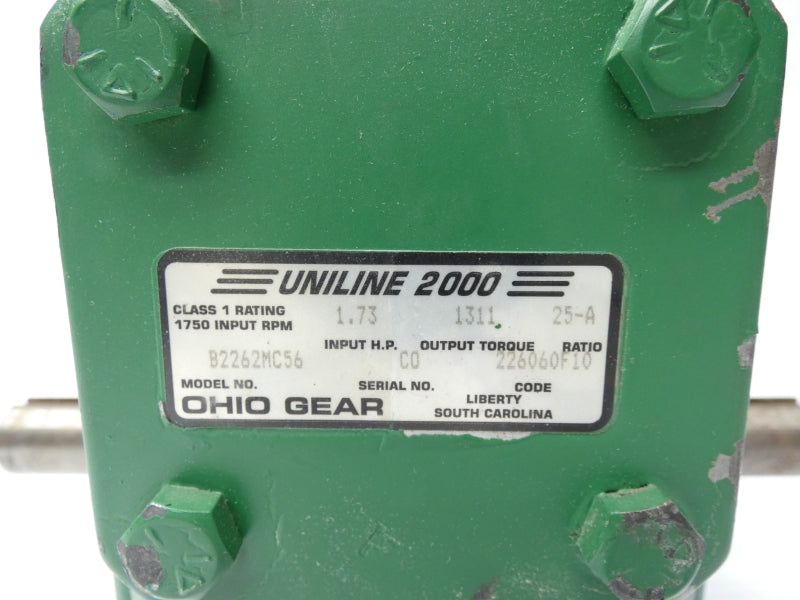 UNILINE 2000
CLASS 1 RATING
1750 INPUT RPM 1.73 1311 25-A
INPUT H.P. OUTPUT TORQUE RATIO
B2262MC56 CO 226060F10
MODEL NO. SERIAL NO. CODE
OHIO GEAR LIBERTY
SOUTH CAROLINA